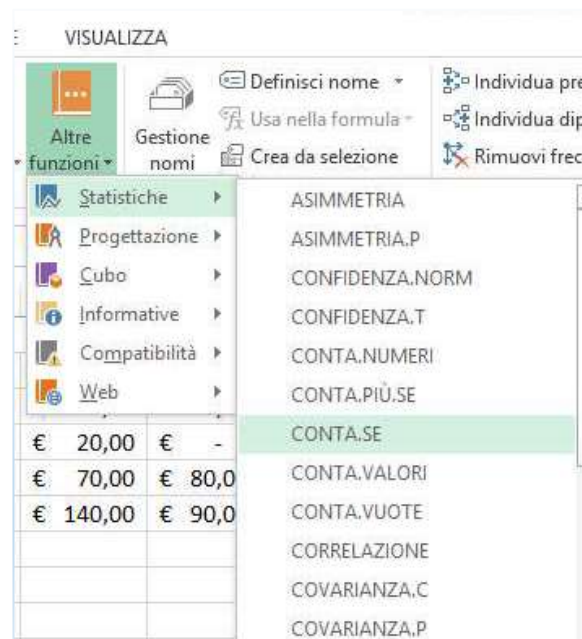 VISUALIZZA
Altre funzioni
Gestione nomi
Definisci nome
Usa nella formula
Crea da selezione
Individua pre
Individua dip
Rimuovi frec
Statistiche
Progettazione
Cubo
Informative
Compatibilità
Web
ASIMMETRIA
ASIMMETRIA.P
CONFIDENZA.NORM
CONFIDENZA.T
CONTA.NUMERI
CONTA.PIÙ.SE
CONTA.SE
CONTA.VALORI
CONTA.VUOTE
CORRELAZIONE
COVARIANZA.C
COVARIANZA.P
€ 20,00 € -
€ 70,00 € 80,0
€ 140,00 € 90,0